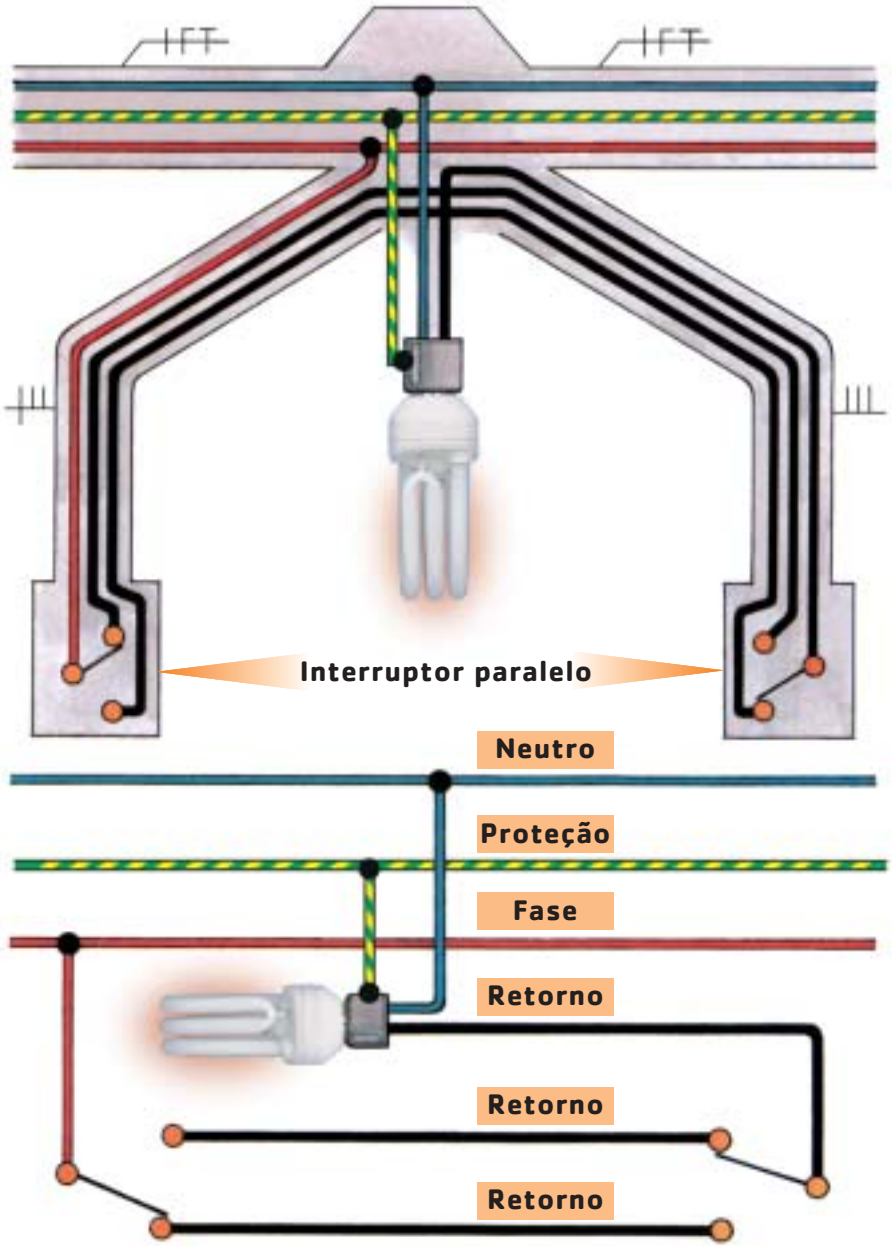 Interruptor paralelo
Neutro
Proteção
Fase
Retorno
Retorno
Retorno